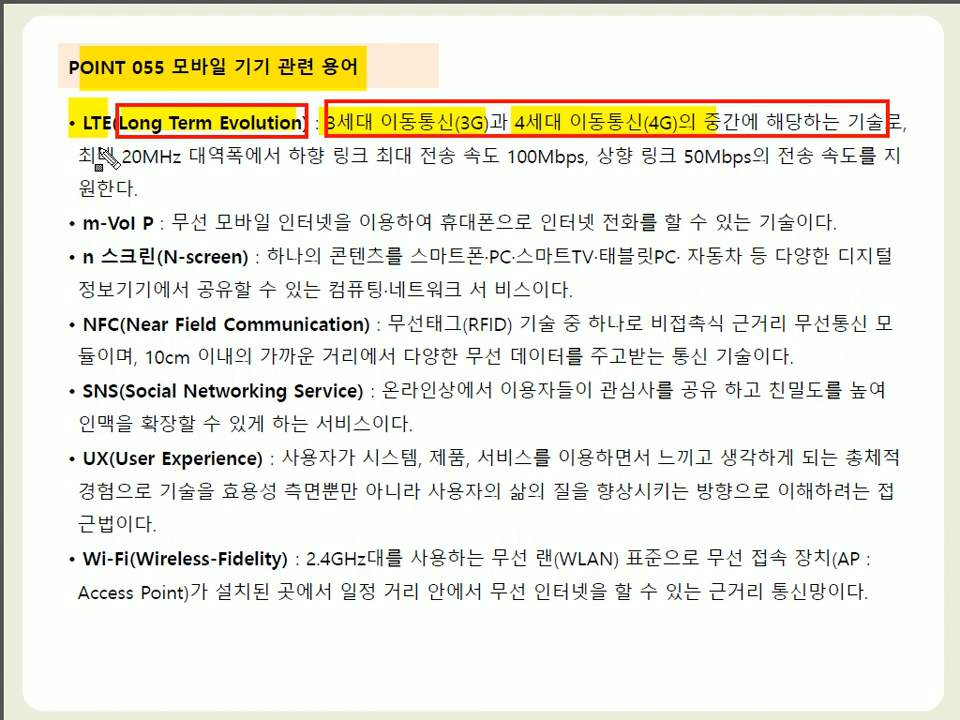 POINT 055 모바일 기기 관련 용어
• LTE(Long Term Evolution) : 3세대 이동통신(3G)과 4세대 이동통신(4G)의 중간에 해당하는 기술로,
최대 20MHz 대역폭에서 하향 링크 최대 전송 속도 100Mbps, 상향 링크 50Mbps의 전송 속도를 지
원한다.
• m-VoI P : 무선 모바일 인터넷을 이용하여 휴대폰으로 인터넷 전화를 할 수 있는 기술이다.
• n 스크린(N-screen) : 하나의 콘텐츠를 스마트폰·PC·스마트TV·태블릿PC· 자동차 등 다양한 디지털
정보기기에서 공유할 수 있는 컴퓨팅·네트워크 서 비스이다.
• NFC(Near Field Communication) : 무선태그(RFID) 기술 중 하나로 비접촉식 근거리 무선통신 모
듈이며, 10cm 이내의 가까운 거리에서 다양한 무선 데이터를 주고받는 통신 기술이다.
• SNS(Social Networking Service) : 온라인상에서 이용자들이 관심사를 공유 하고 친밀도를 높여
인맥을 확장할 수 있게 하는 서비스이다.
• UX(User Experience) : 사용자가 시스템, 제품, 서비스를 이용하면서 느끼고 생각하게 되는 총체적
경험으로 기술을 효용성 측면뿐만 아니라 사용자의 삶의 질을 향상시키는 방향으로 이해하려는 접
근법이다.
• Wi-Fi(Wireless-Fidelity) : 2.4GHz대를 사용하는 무선 랜(WLAN) 표준으로 무선 접속 장치(AP :
Access Point)가 설치된 곳에서 일정 거리 안에서 무선 인터넷을 할 수 있는 근거리 통신망이다.